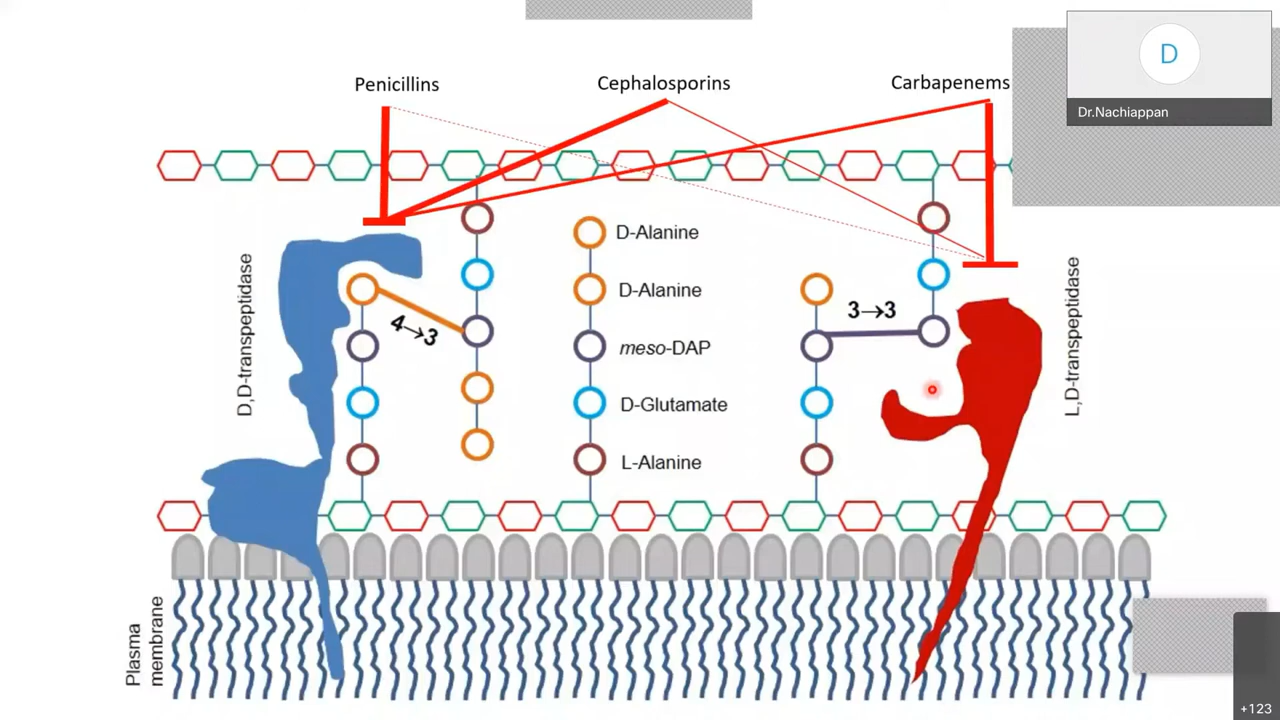 D
Dr.Nachiappan
Penicillins
Cephalosporins
Carbapenems
D-Alanine
D-Alanine
meso-DAP
D-Glutamate
L-Alanine
4→3
3→3
D,D-transpeptidase
L,D-transpeptidase
Plasma
membrane
+123